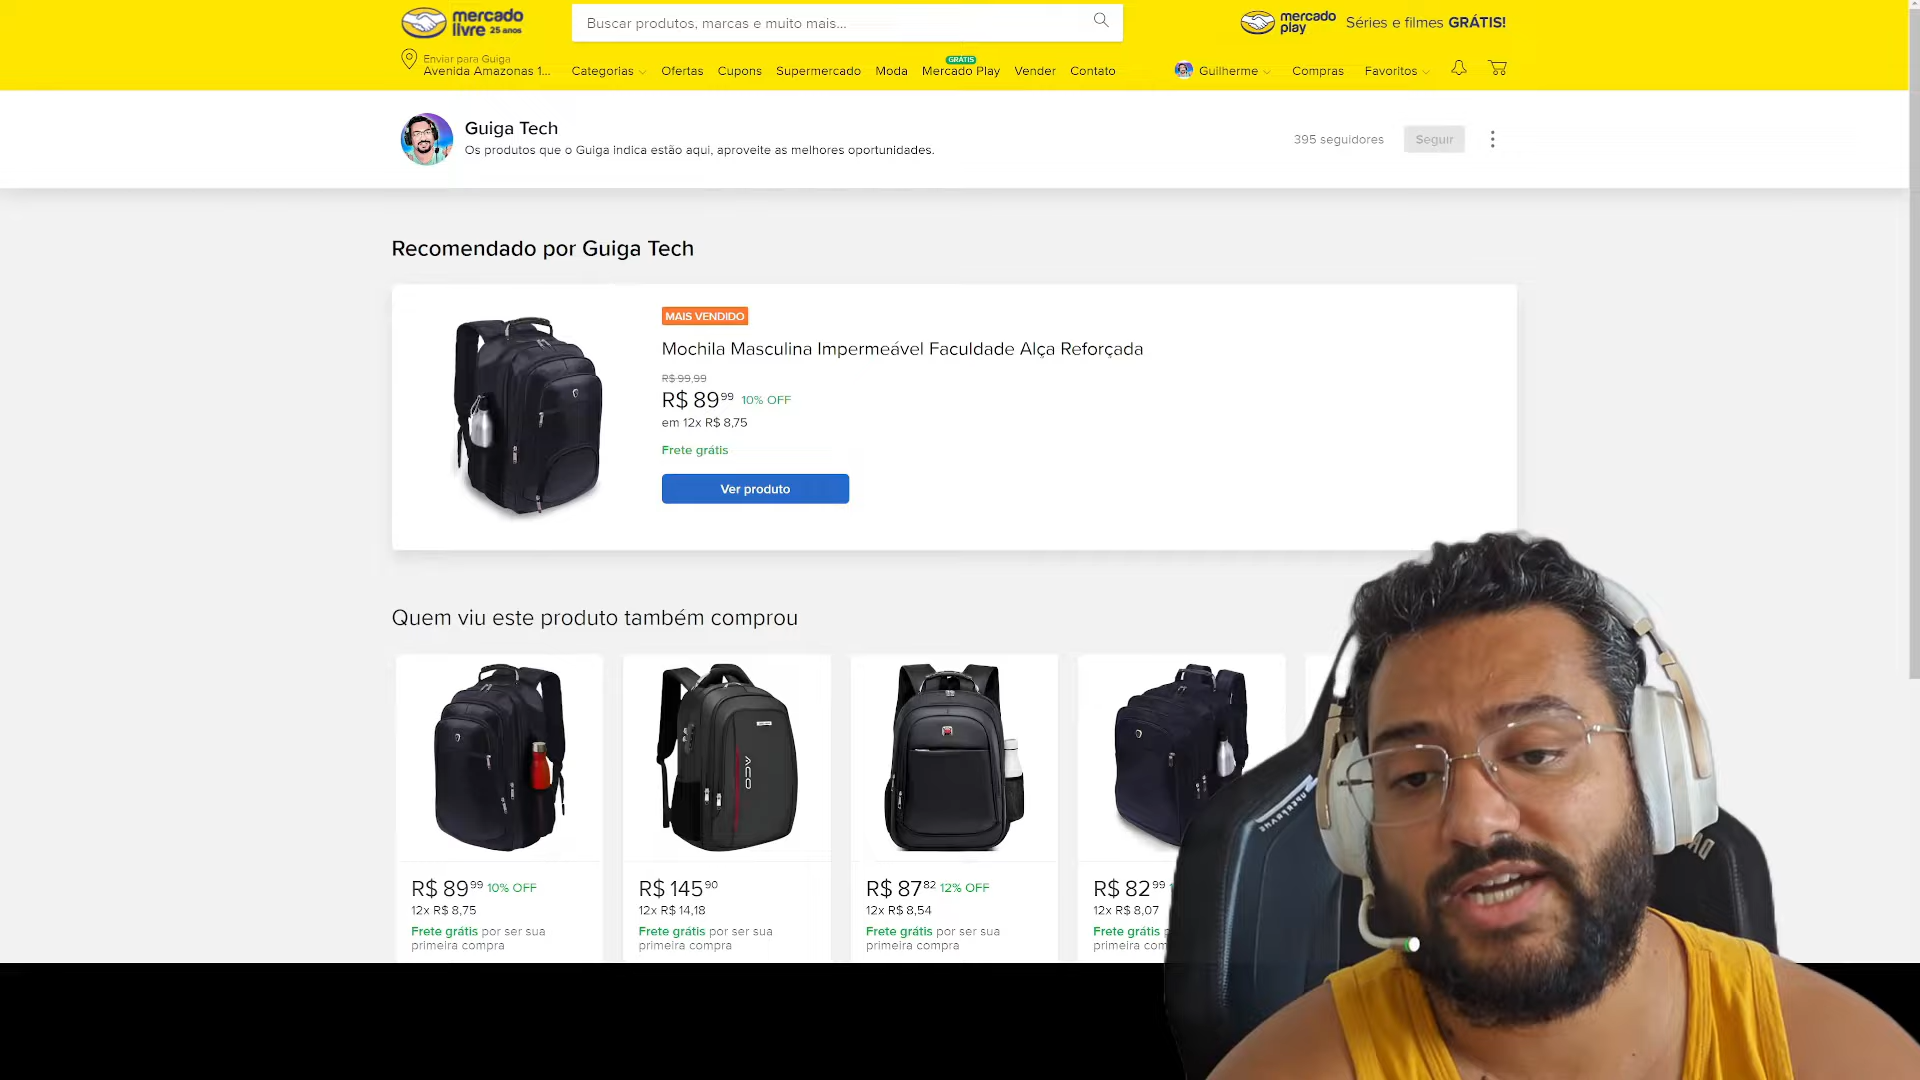 mercado
livre 25 anos
Buscar produtos, marcas e muito mais...
mercado
play
Séries e filmes GRÁTIS!
Enviar para Guiga
Avenida Amazonas 1...
Categorias
Ofertas
Cupons
Supermercado
Moda
GRÁTIS
Mercado Play
Vender
Contato
Guilherme
Compras
Favoritos
Guiga Tech
Os produtos que o Guiga indica estão aqui, aproveite as melhores oportunidades.
395 seguidores
Seguir
Recomendado por Guiga Tech
MAIS VENDIDO
Mochila Masculina Impermeável Faculdade Alça Reforçada
R$ 99,99
R$ 89 99 10% OFF
em 12x R$ 8,75
Frete grátis
Ver produto
Quem viu este produto também comprou
R$ 89 99 10% OFF
12x R$ 8,75
Frete grátis por ser sua
primeira compra
R$ 145 90
12x R$ 14,18
Frete grátis por ser sua
primeira compra
R$ 87 82 12% OFF
12x R$ 8,54
Frete grátis por ser sua
primeira compra
R$ 82 99
12x R$ 8,07
Frete grátis
primeira com